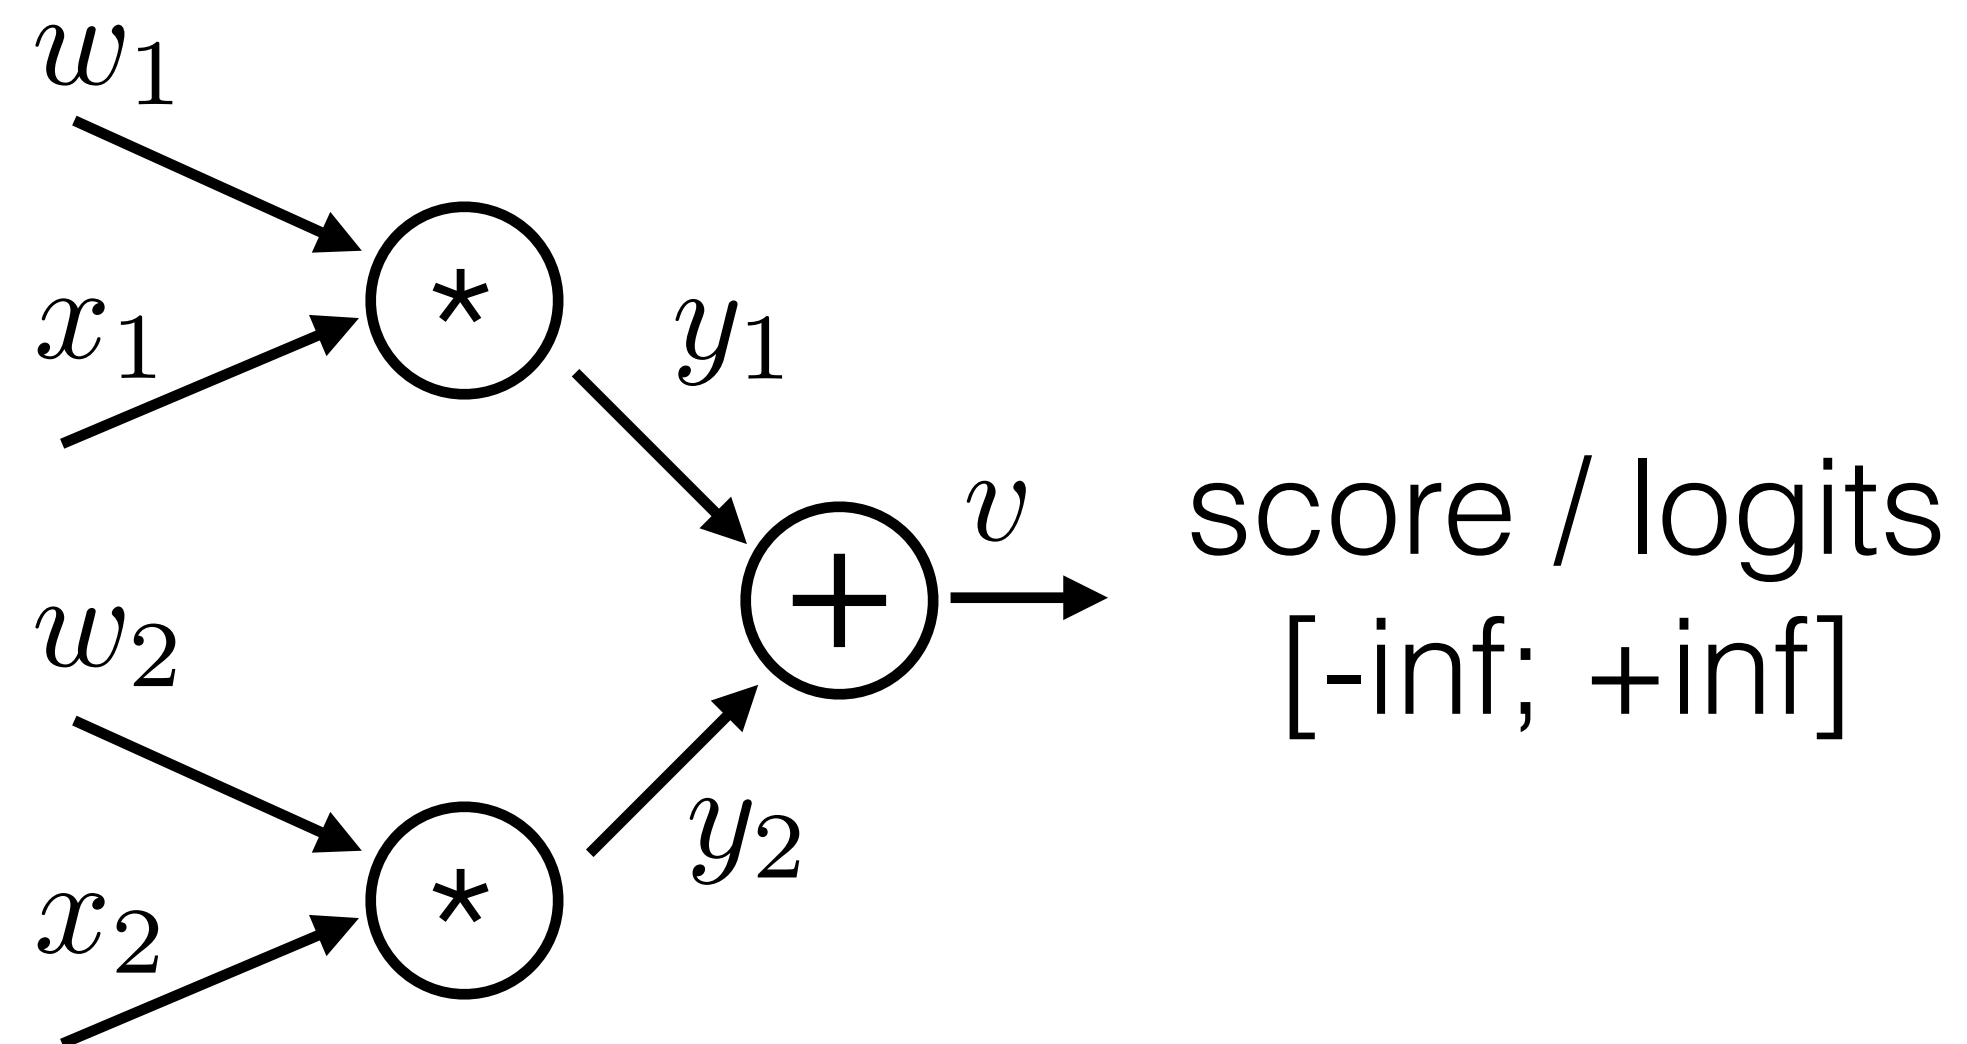 w₁
*
x₁
y₁
v
score / logits
+
[-inf; +inf]
w₂
y₂
*
x₂